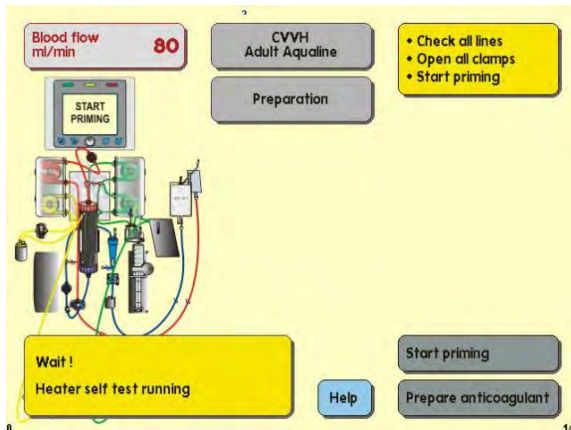 Blood flow
ml/min 80
CVVH
Adult Aqualine
Preparation
• Check all lines
• Open all clamps
• Start priming
START
PRIMING
Wait !
Heater self test running
Help
Start priming
Prepare anticoagulant